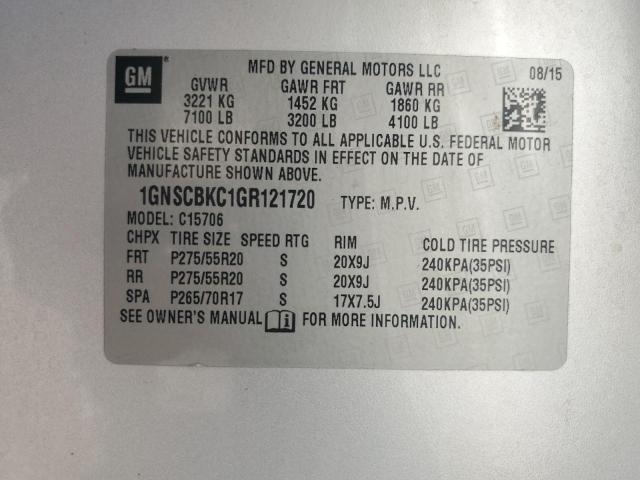 GM
MFD BY GENERAL MOTORS LLC 08/15
GVWR GAWR FRT GAWR RR
3221 KG 1452 KG 1860 KG
7100 LB 3200 LB 4100 LB
THIS VEHICLE CONFORMS TO ALL APPLICABLE U.S. FEDERAL MOTOR
VEHICLE SAFETY STANDARDS IN EFFECT ON THE DATE OF
MANUFACTURE SHOWN ABOVE.
1GNSCBKC1GR121720 TYPE: M.P.V.
MODEL: C15706
CHPX TIRE SIZE SPEED RTG RIM COLD TIRE PRESSURE
FRT P275/55R20 S 20X9J 240KPA(35PSI)
RR P275/55R20 S 20X9J 240KPA(35PSI)
SPA P265/70R17 S 17X7.5J 240KPA(35PSI)
SEE OWNER'S MANUAL FOR MORE INFORMATION.